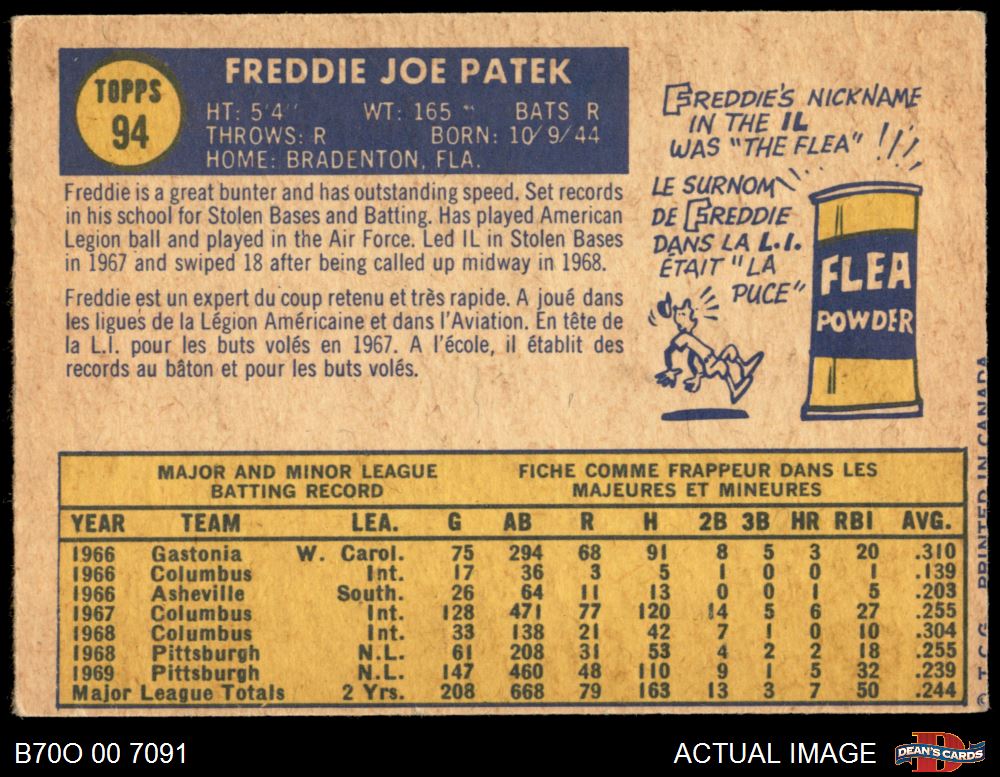 TOPPS
94
FREDDIE JOE PATEK
HT: 5'4" WT: 165 BATS R
THROWS: R BORN: 10/9/44
HOME: BRADENTON, FLA.
Freddie is a great bunter and has outstanding speed. Set records
in his school for Stolen Bases and Batting. Has played American
Legion ball and played in the Air Force. Led IL in Stolen Bases
in 1967 and swiped 18 after being called up midway in 1968.
Freddie est un expert du coup retenu et très rapide. A joué dans
les ligues de la Légion Américaine et dans l'Aviation. En tête de
la L.I. pour les buts volés en 1967. A l'école, il établit des
records au bâton et pour les buts volés.
FREDDIE'S NICKNAME
IN THE IL
WAS "THE FLEA" !!!
LE SURNOM
DE FREDDIE
DANS LA L.I.
ÉTAIT "LA
PUCE"
FLEA
POWDER
MAJOR AND MINOR LEAGUE
BATTING RECORD
FICHE COMME FRAPPEUR DANS LES
MAJEURES ET MINEURES
YEAR TEAM LEA. G AB R H 2B 3B HR RBI AVG.
1966 Gastonia W. Carol. 75 294 68 91 8 5 3 20 .310
1966 Columbus Int. 17 36 3 5 1 0 0 1 .139
1966 Asheville South. 26 64 11 13 0 0 1 5 .203
1967 Columbus Int. 128 471 77 120 14 5 6 27 .255
1968 Columbus Int. 33 138 21 42 7 1 0 10 .304
1968 Pittsburgh N.L. 61 208 31 53 4 2 2 18 .255
1969 Pittsburgh N.L. 147 460 48 110 9 1 5 32 .239
Major League Totals 2 Yrs. 208 668 79 163 13 3 7 50 .244
© T.C.G. PRINTED IN CANADA
B70O 00 7091
ACTUAL IMAGE
DEAN'S CARDS